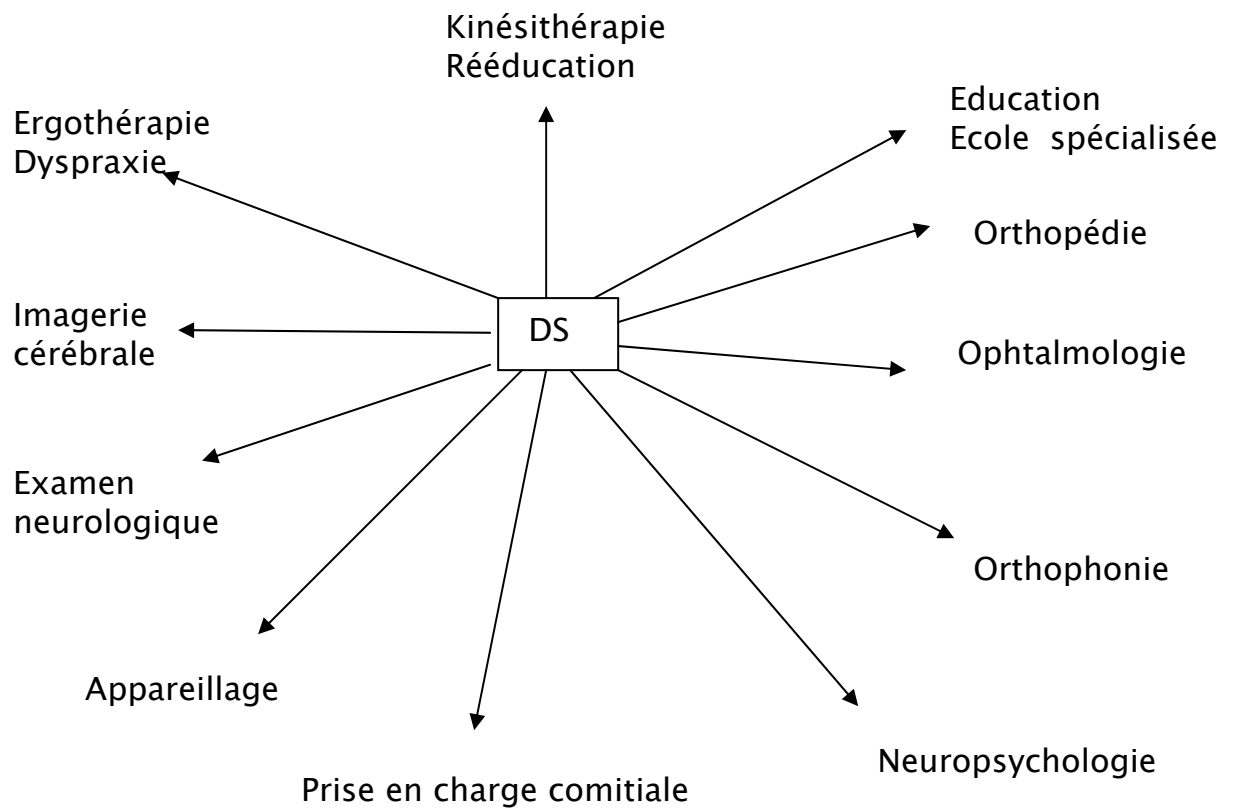 Kinésithérapie
Rééducation
Education
Ecole spécialisée
Ergothérapie
Dyspraxie
Orthopédie
Imagerie
cérébrale
DS
Ophtalmologie
Examen
neurologique
Orthophonie
Appareillage
Neuropsychologie
Prise en charge comitiale